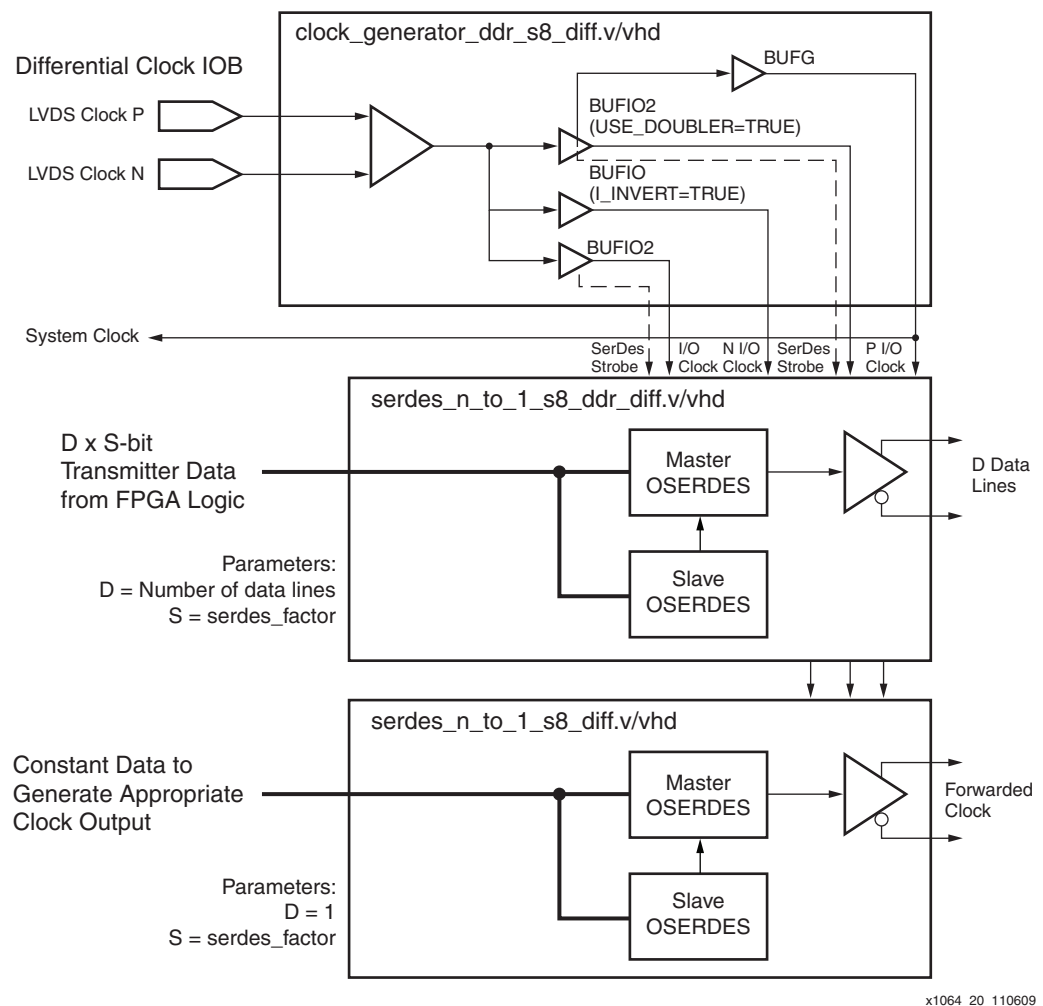 clock_generator_ddr_s8_diff.v/vhd
BUFG
Differential Clock IOB
BUFIO2
(USE_DOUBLER=TRUE)
LVDS Clock P
LVDS Clock N
BUFIO
(I_INVERT=TRUE)
BUFIO2
System Clock
SerDes
Strobe
I/O
Clock
N I/O
Clock
SerDes
Strobe
P I/O
Clock
serdes_n_to_1_s8_ddr_diff.v/vhd
D x S-bit
Transmitter Data
from FPGA Logic
Master
OSERDES
D Data
Lines
Parameters:
D = Number of data lines
S = serdes_factor
Slave
OSERDES
serdes_n_to_1_s8_diff.v/vhd
Constant Data to
Generate Appropriate
Clock Output
Master
OSERDES
Forwarded
Clock
Parameters:
D = 1
S = serdes_factor
Slave
OSERDES
x1064_20_110609